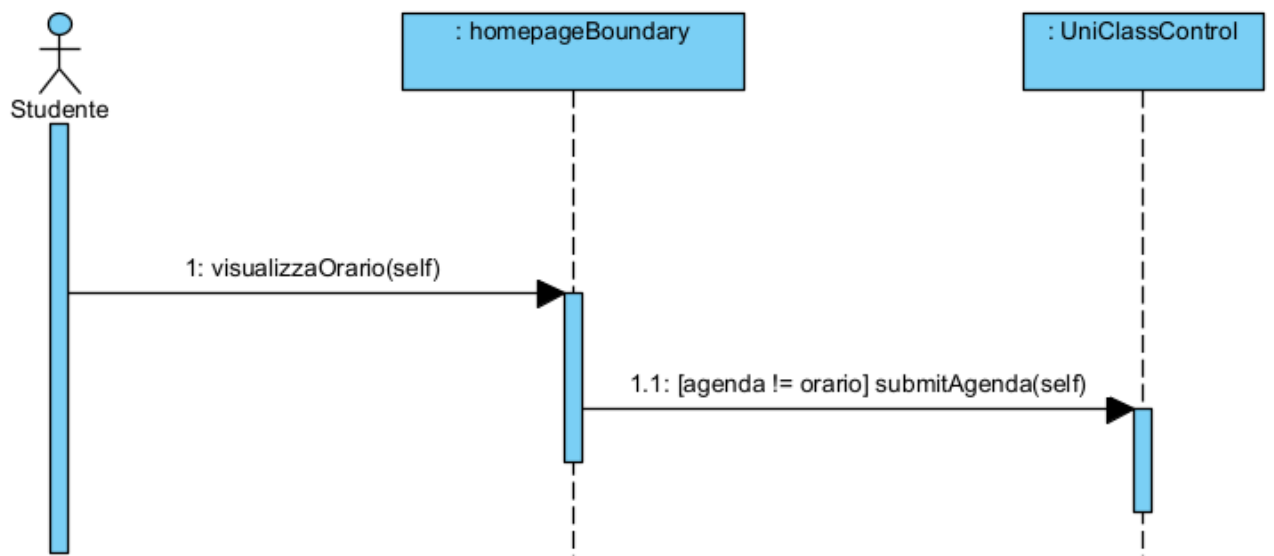 : homepageBoundary
: UniClassControl
Studente
1: visualizzaOrario(self)
1.1: [agenda != orario] submitAgenda(self)